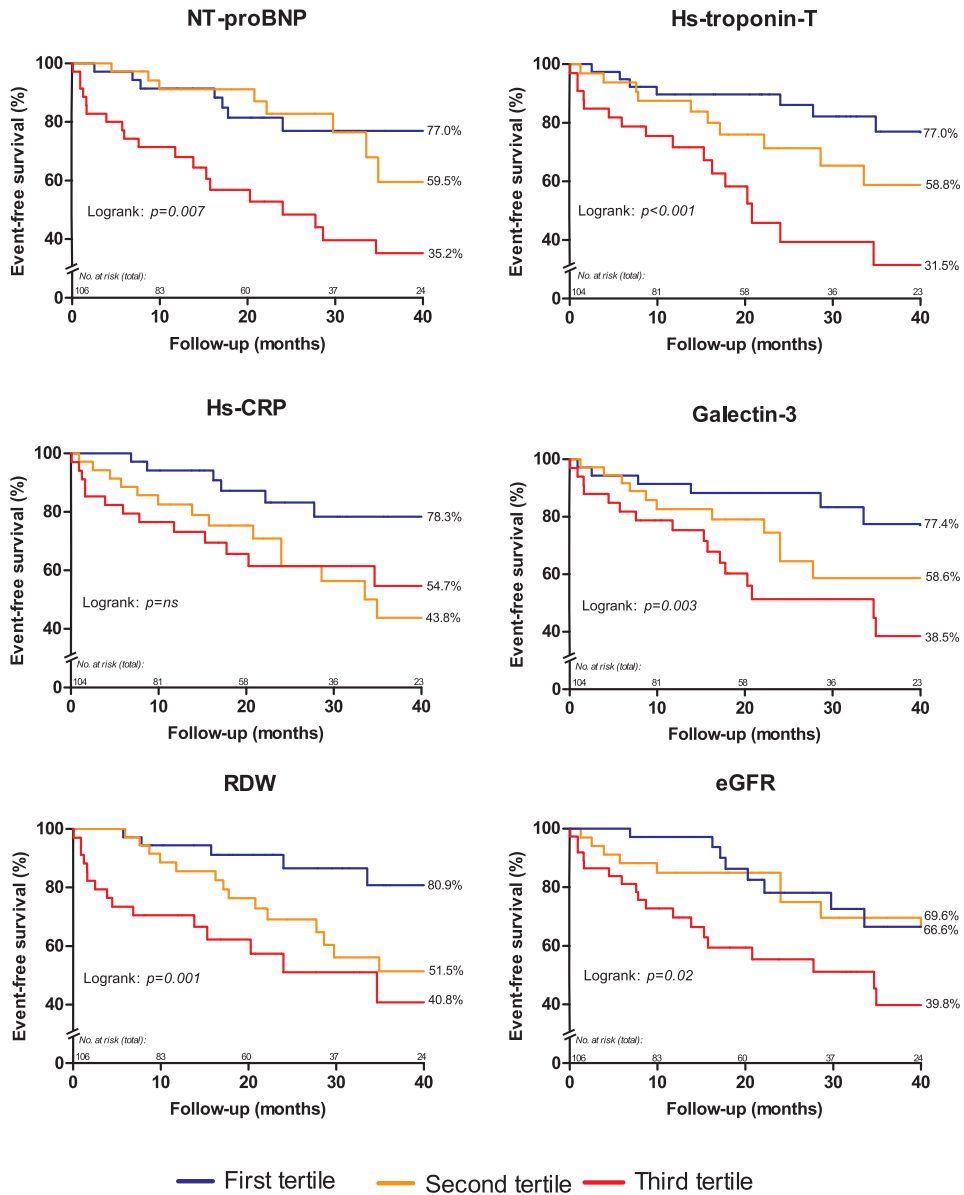 NT-proBNP
Event-free survival (%)
100
80
60
40
0
77.0%
59.5%
35.2%
Logrank: p=0.007
No. at risk (total):
106 83 60 37 24
0 10 20 30 40
Follow-up (months)
Hs-troponin-T
Event-free survival (%)
100
80
60
40
0
77.0%
58.8%
31.5%
Logrank: p<0.001
No. at risk (total):
104 81 58 36 23
0 10 20 30 40
Follow-up (months)
Hs-CRP
Event-free survival (%)
100
80
60
40
0
78.3%
54.7%
43.8%
Logrank: p=ns
No. at risk (total):
104 81 58 36 23
0 10 20 30 40
Follow-up (months)
Galectin-3
Event-free survival (%)
100
80
60
40
0
77.4%
58.6%
38.5%
Logrank: p=0.003
No. at risk (total):
104 81 58 36 23
0 10 20 30 40
Follow-up (months)
RDW
Event-free survival (%)
100
80
60
40
0
80.9%
51.5%
40.8%
Logrank: p=0.001
No. at risk (total):
106 83 60 37 24
0 10 20 30 40
Follow-up (months)
eGFR
Event-free survival (%)
100
80
60
40
0
69.6%
66.6%
39.8%
Logrank: p=0.02
No. at risk (total):
106 83 60 37 24
0 10 20 30 40
Follow-up (months)
First tertile Second tertile Third tertile